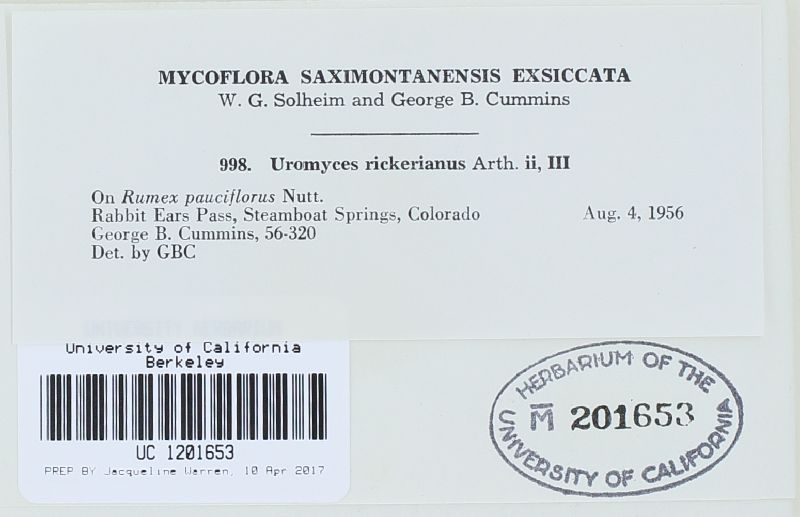 MYCOFLORA SAXIMONTANENSIS EXSICCATA
W. G. Solheim and George B. Cummins
998. Uromyces rickerianus Arth. ii, III
On Rumex pauciflorus Nutt.
Rabbit Ears Pass, Steamboat Springs, Colorado Aug. 4, 1956
George B. Cummins, 56-320
Det. by GBC
University of California
Berkeley
UC 1201653
PREP BY Jacqueline Warren, 10 Apr 2017
HERBARIUM OF THE
M 201653
UNIVERSITY OF CALIFORNIA